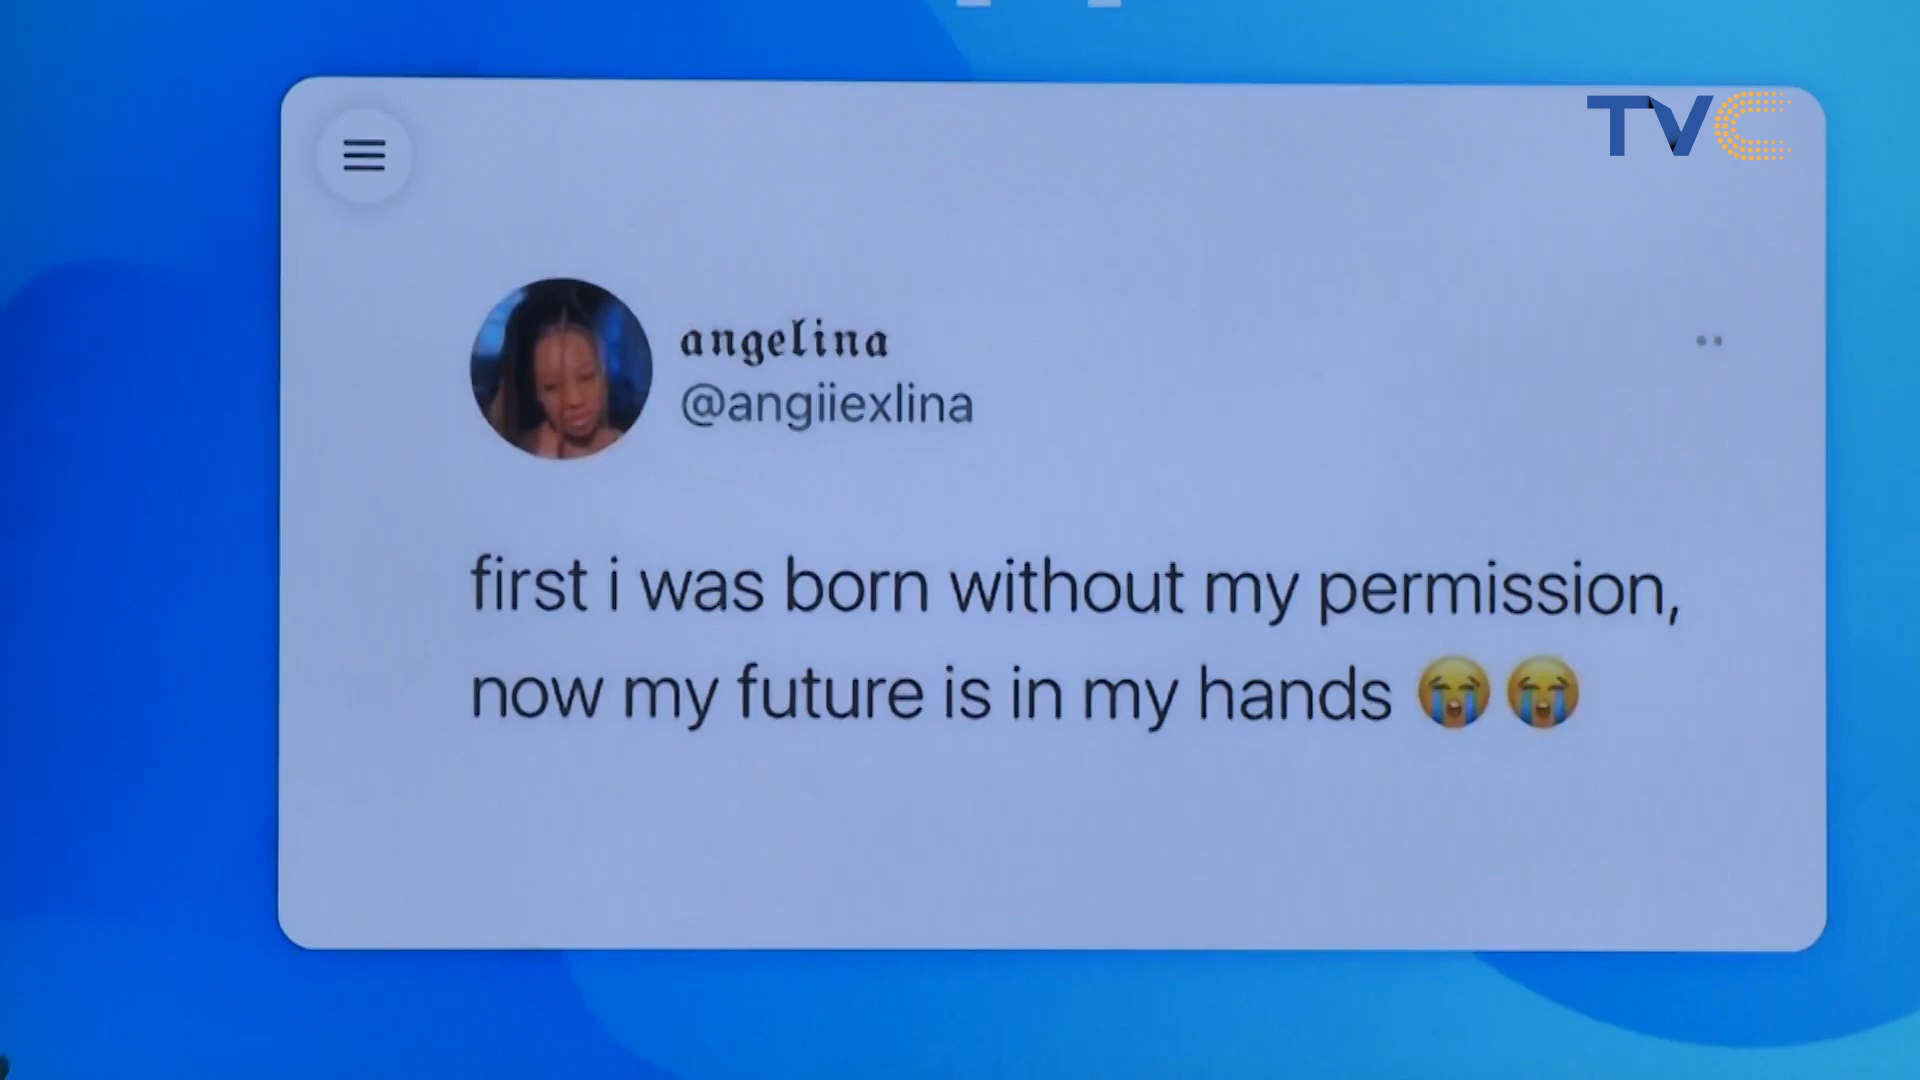 TVC
angelina
@angiiexlina
first i was born without my permission,
now my future is in my hands 😭😭